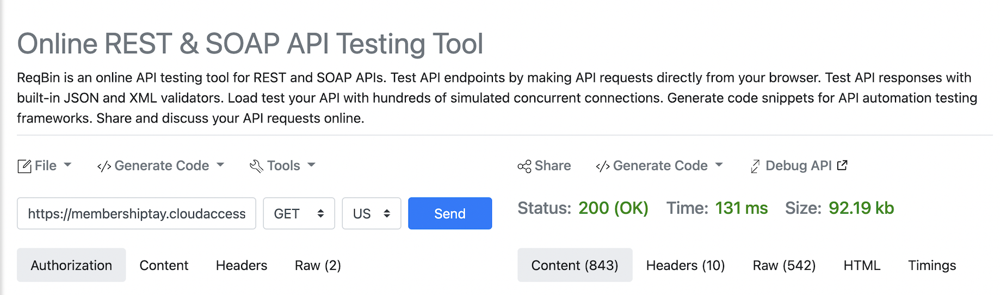 Online REST & SOAP API Testing Tool
ReqBin is an online API testing tool for REST and SOAP APIs. Test API endpoints by making API requests directly from your browser. Test API responses with
built-in JSON and XML validators. Load test your API with hundreds of simulated concurrent connections. Generate code snippets for API automation testing
frameworks. Share and discuss your API requests online.
File </> Generate Code Tools Share </> Generate Code Debug API
https://membershiptay.cloudaccess GET US Send Status: 200 (OK) Time: 131 ms Size: 92.19 kb
Authorization Content Headers Raw (2) Content (843) Headers (10) Raw (542) HTML Timings